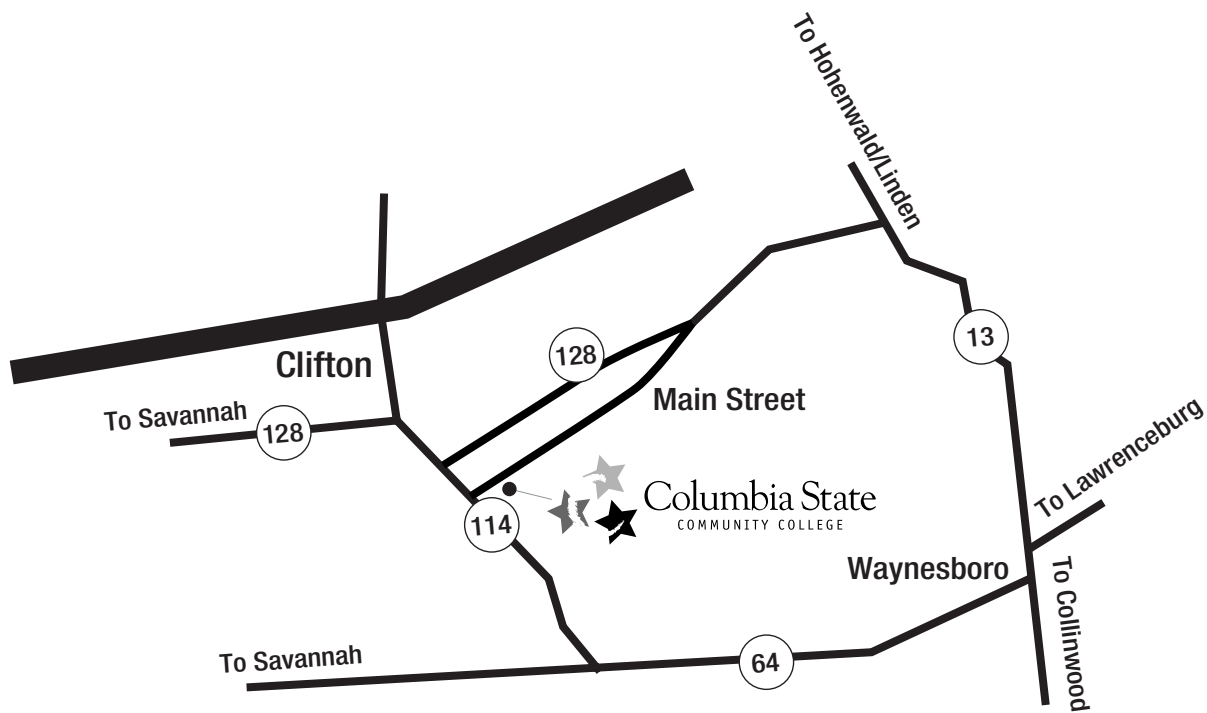 To Hohenwald/Linden
128
13
Clifton
Main Street
To Savannah
128
To Lawrenceburg
Columbia State
COMMUNITY COLLEGE
114
Waynesboro
To Collinwood
To Savannah
64